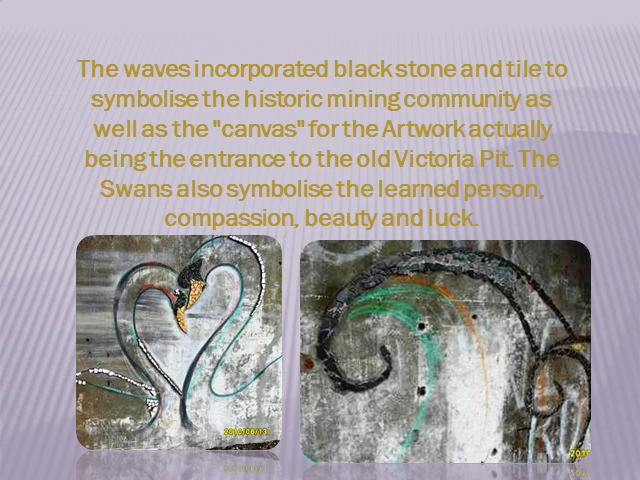 The waves incorporated black stone and tile to
symbolise the historic mining community as
well as the "canvas" for the Artwork actually
being the entrance to the old Victoria Pit. The
Swans also symbolise the learned person,
compassion, beauty and luck.